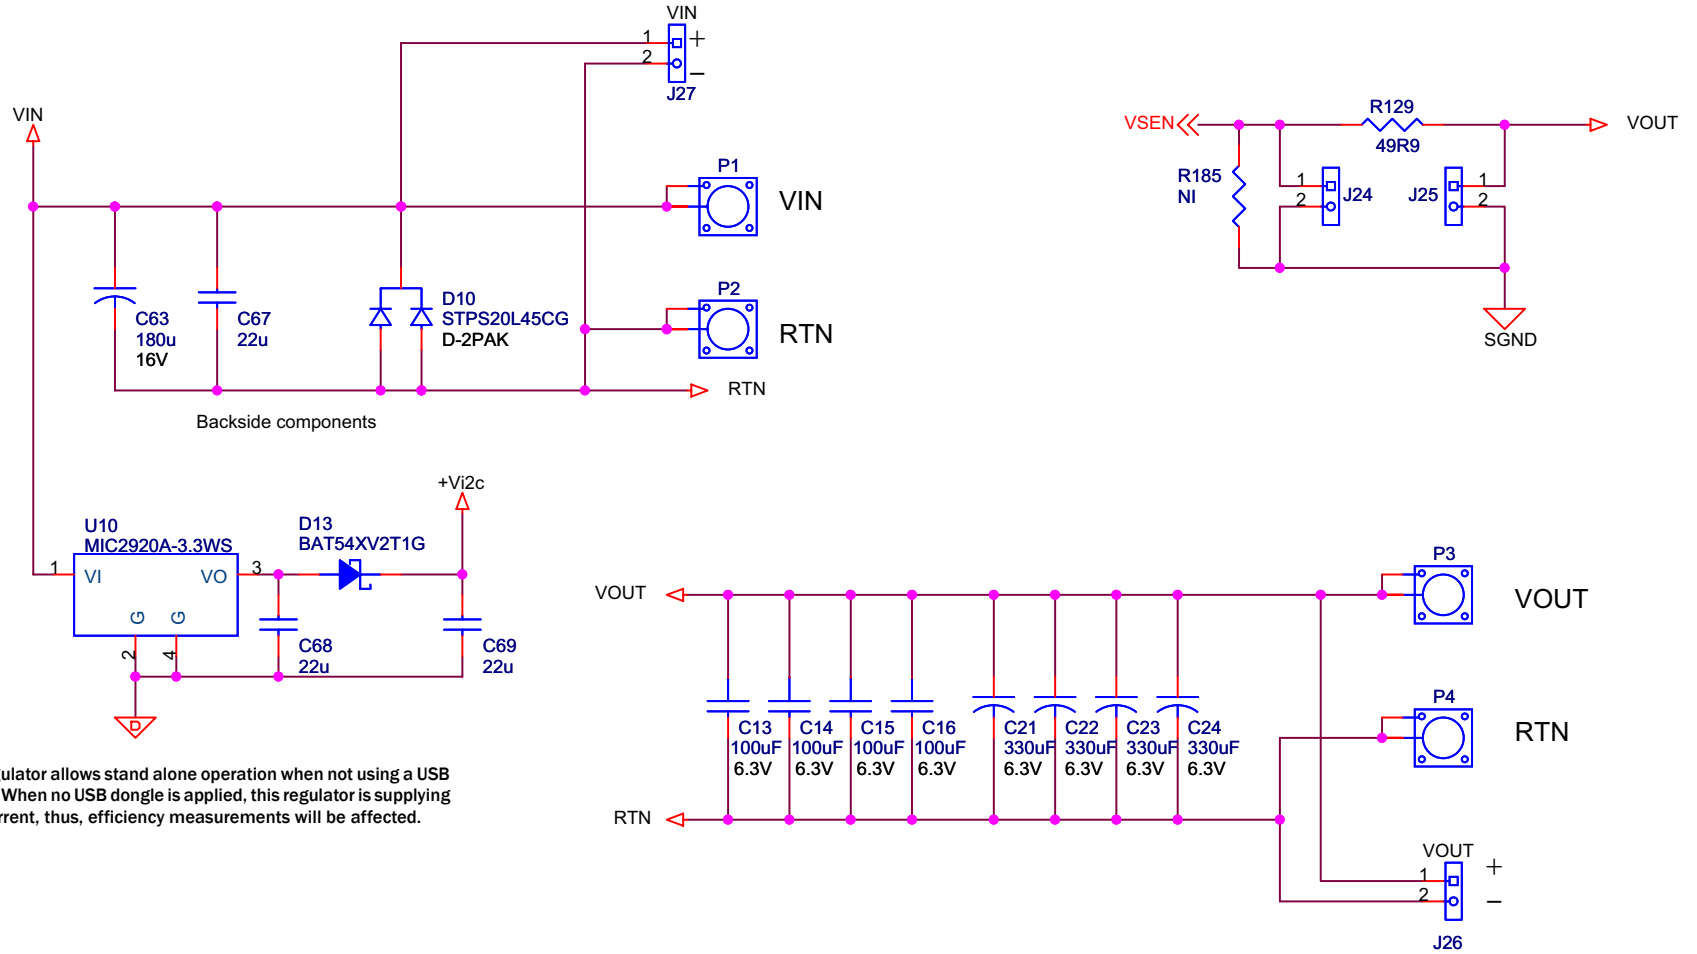 VIN
1
2
+
−
J27
VIN
P1
VIN
P2
RTN
C63
180u
16V
C67
22u
D10
STPS20L45CG
D-2PAK
RTN
Backside components
VSEN
R129
49R9
VOUT
R185
NI
1
2
J24
J25
1
2
SGND
+Vi2c
U10
MIC2920A-3.3WS
1
VI
VO
3
G
G
2
4
D13
BAT54XV2T1G
C68
22u
C69
22u
D
ulator allows stand alone operation when not using a USB
When no USB dongle is applied, this regulator is supplying
rrent, thus, efficiency measurements will be affected.
VOUT
P3
VOUT
P4
RTN
C13
100uF
6.3V
C14
100uF
6.3V
C15
100uF
6.3V
C16
100uF
6.3V
C21
330uF
6.3V
C22
330uF
6.3V
C23
330uF
6.3V
C24
330uF
6.3V
RTN
VOUT
1
2
+
−
J26